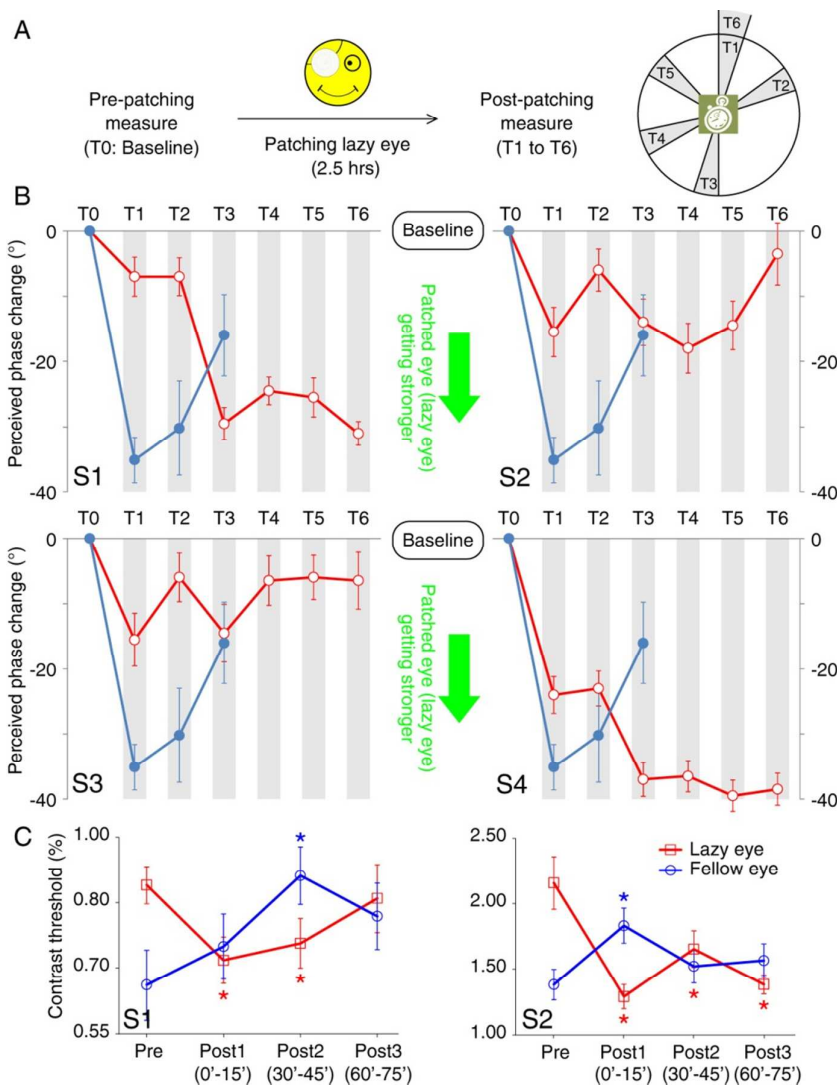 A
Pre-patching
measure
(T0: Baseline)
Patching lazy eye
(2.5 hrs)
Post-patching
measure
(T1 to T6)
T6
T1
T2
T3
T4
T5
B
T0 T1 T2 T3 T4 T5 T6
Baseline
T0 T1 T2 T3 T4 T5 T6
Perceived phase change (°)
0
-20
-40
S1
Patched eye (lazy eye)
getting stronger
S2
0
-20
-40
T0 T1 T2 T3 T4 T5 T6
Baseline
T0 T1 T2 T3 T4 T5 T6
Perceived phase change (°)
0
-20
-40
S3
Patched eye (lazy eye)
getting stronger
S4
0
-20
-40
C
Contrast threshold (%)
1.00
0.80
0.70
0.55
S1
Pre Post1 Post2 Post3
(0'-15') (30'-45') (60'-75')
* * *
2.50
2.00
1.50
1.00
Lazy eye
Fellow eye
S2
* * * *
Pre Post1 Post2 Post3
(0'-15') (30'-45') (60'-75')